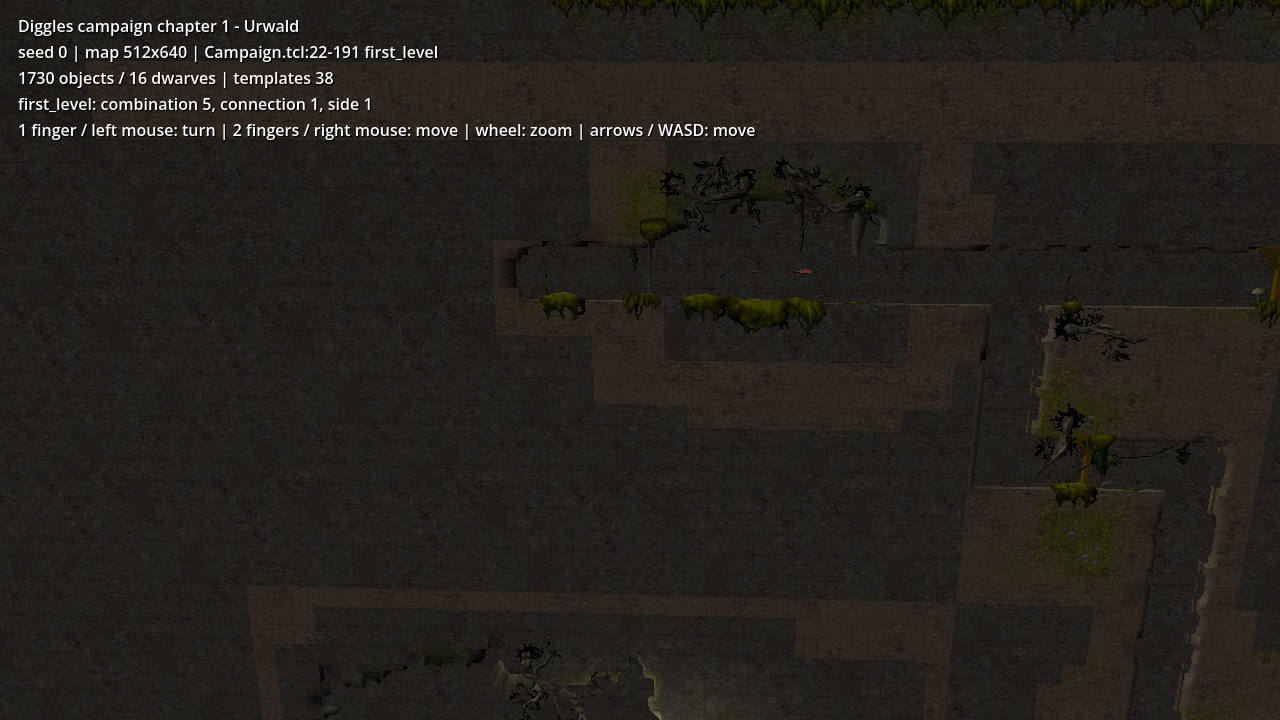 Diggles campaign chapter 1 - Urwald
seed 0 | map 512x640 | Campaign.tcl:22-191 first_level
1730 objects / 16 dwarves | templates 38
first_level: combination 5, connection 1, side 1
1 finger / left mouse: turn | 2 fingers / right mouse: move | wheel: zoom | arrows / WASD: move